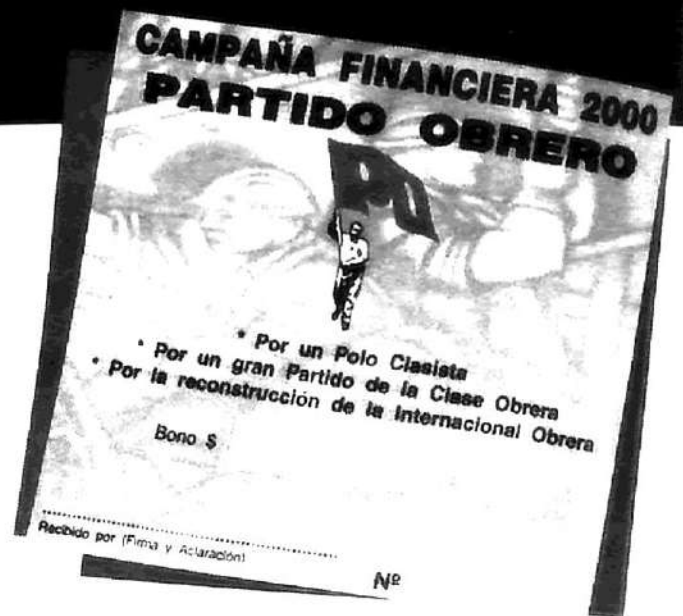 CAMPAÑA FINANCIERA 2000
PARTIDO OBRERO
PO
* Por un Polo Clasista
* Por un gran Partido de la Clase Obrera
* Por la reconstrucción de la Internacional Obrera
Bono $
Recibido por (Firma y Aclaración)
Nº